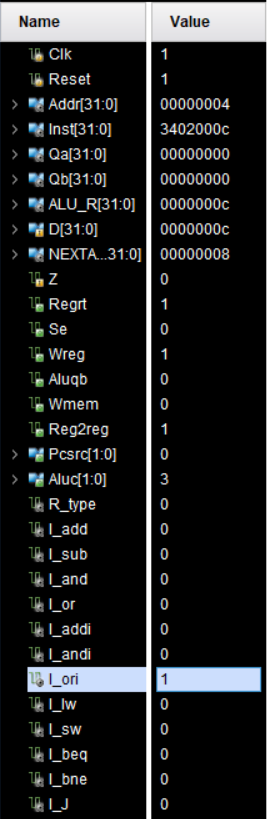 Name Value
Clk 1
Reset 1
Addr[31:0] 00000004
Inst[31:0] 3402000c
Qa[31:0] 00000000
Qb[31:0] 00000000
ALU_R[31:0] 0000000c
D[31:0] 0000000c
NEXTA...31:0] 00000008
Z 0
Regrt 1
Se 0
Wreg 1
Aluqb 0
Wmem 0
Reg2reg 1
Pcsrc[1:0] 0
Aluc[1:0] 3
R_type 0
I_add 0
I_sub 0
I_and 0
I_or 0
I_addi 0
I_andi 0
I_ori 1
I_lw 0
I_sw 0
I_beq 0
I_bne 0
I_J 0